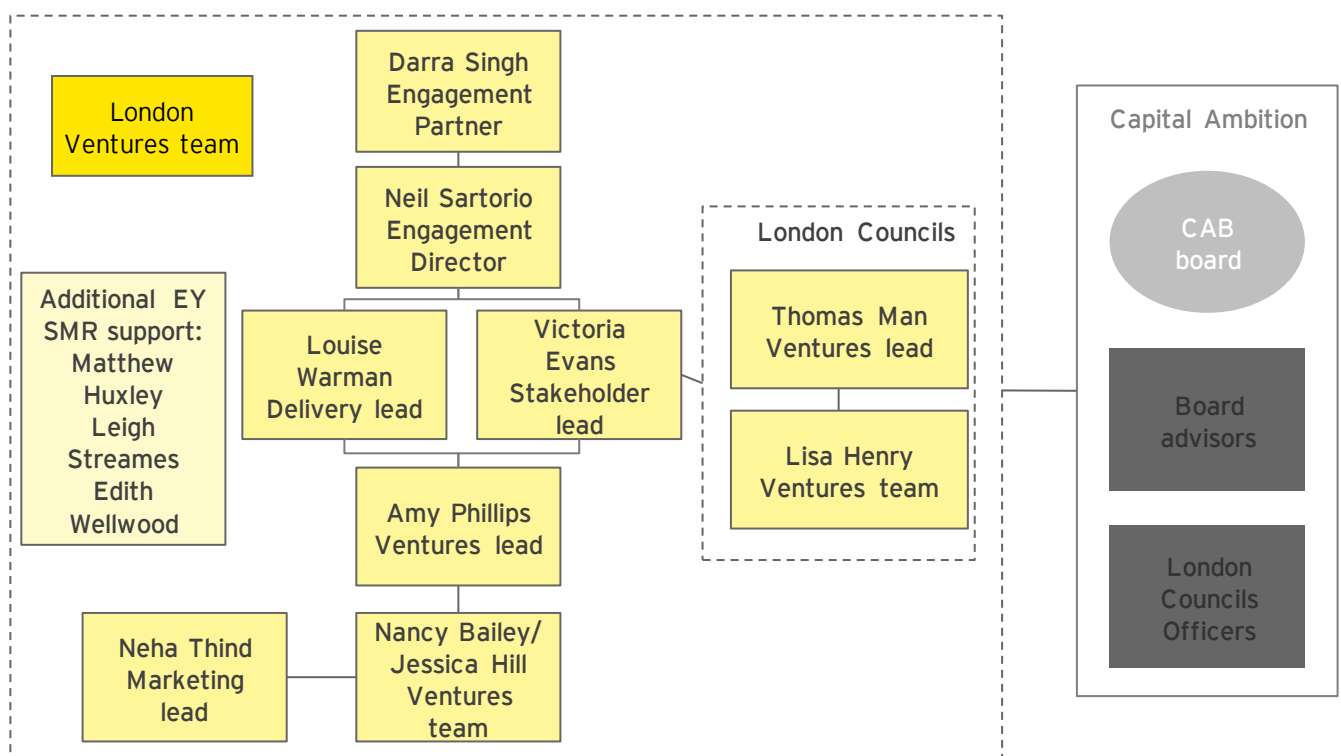 London
Ventures team
Darra Singh
Engagement
Partner
Neil Sartorio
Engagement
Director
Additional EY
SMR support:
Matthew
Huxley
Leigh
Streames
Edith
Wellwood
Louise
Warman
Delivery lead
Victoria
Evans
Stakeholder
lead
Amy Phillips
Ventures lead
Neha Thind
Marketing
lead
Nancy Bailey/
Jessica Hill
Ventures
team
London Councils
Thomas Man
Ventures lead
Lisa Henry
Ventures team
Capital Ambition
CAB
board
Board
advisors
London
Councils
Officers